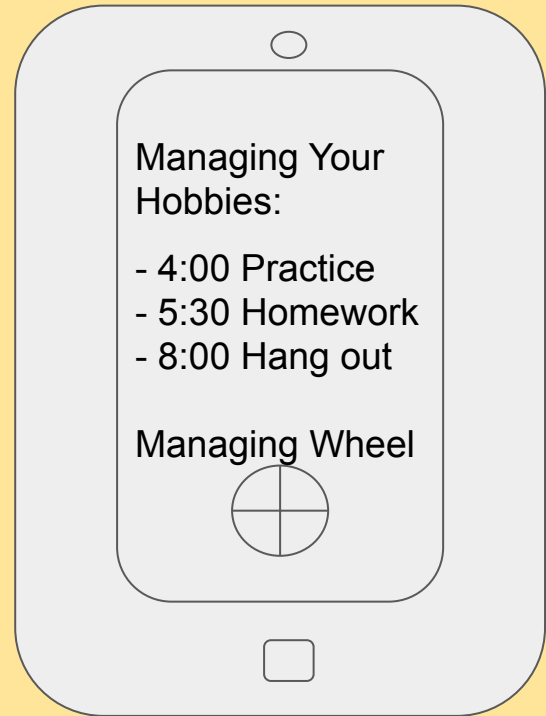 Managing Your
Hobbies:
- 4:00 Practice
- 5:30 Homework
- 8:00 Hang out
Managing Wheel